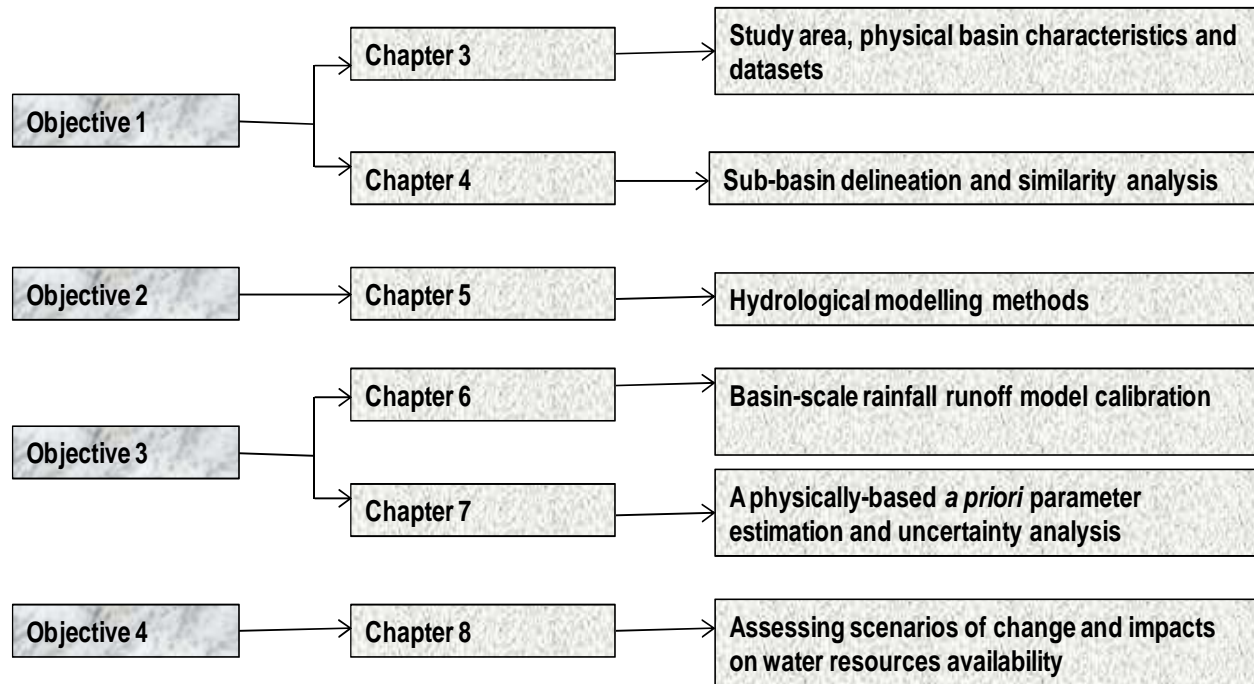 Objective 1
Chapter 3
Study area, physical basin characteristics and
datasets
Chapter 4
Sub-basin delineation and similarity analysis
Objective 2
Chapter 5
Hydrological modelling methods
Objective 3
Chapter 6
Basin-scale rainfall runoff model calibration
Chapter 7
A physically-based a priori parameter
estimation and uncertainty analysis
Objective 4
Chapter 8
Assessing scenarios of change and impacts
on water resources availability